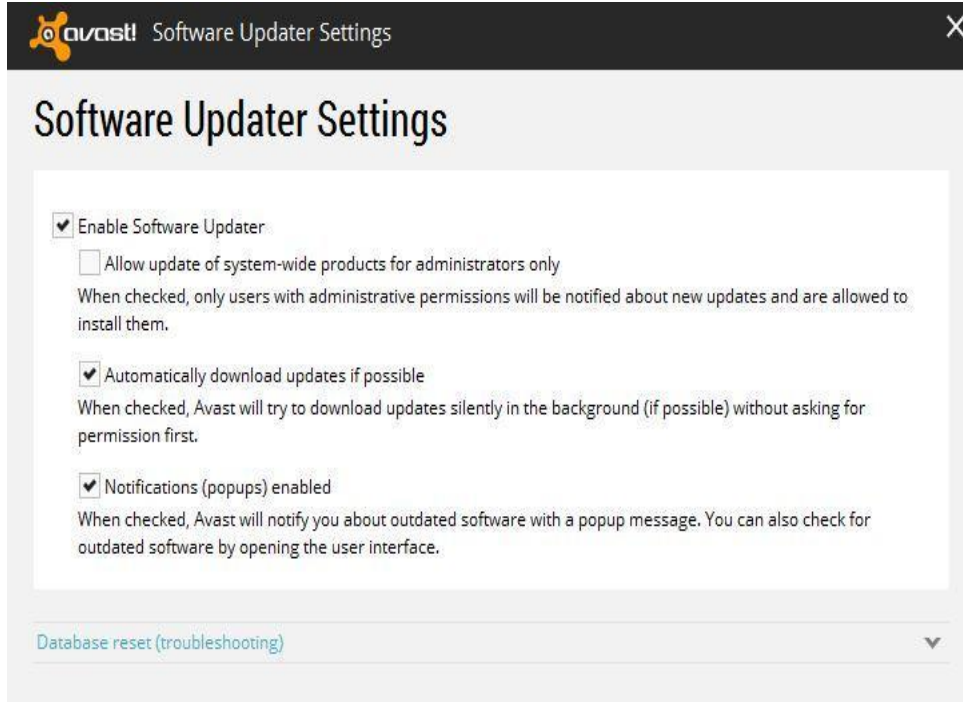 avast! Software Updater Settings
Software Updater Settings
Enable Software Updater
Allow update of system-wide products for administrators only
When checked, only users with administrative permissions will be notified about new updates and are allowed to
install them.
Automatically download updates if possible
When checked, Avast will try to download updates silently in the background (if possible) without asking for
permission first.
Notifications (popups) enabled
When checked, Avast will notify you about outdated software with a popup message. You can also check for
outdated software by opening the user interface.
Database reset (troubleshooting)